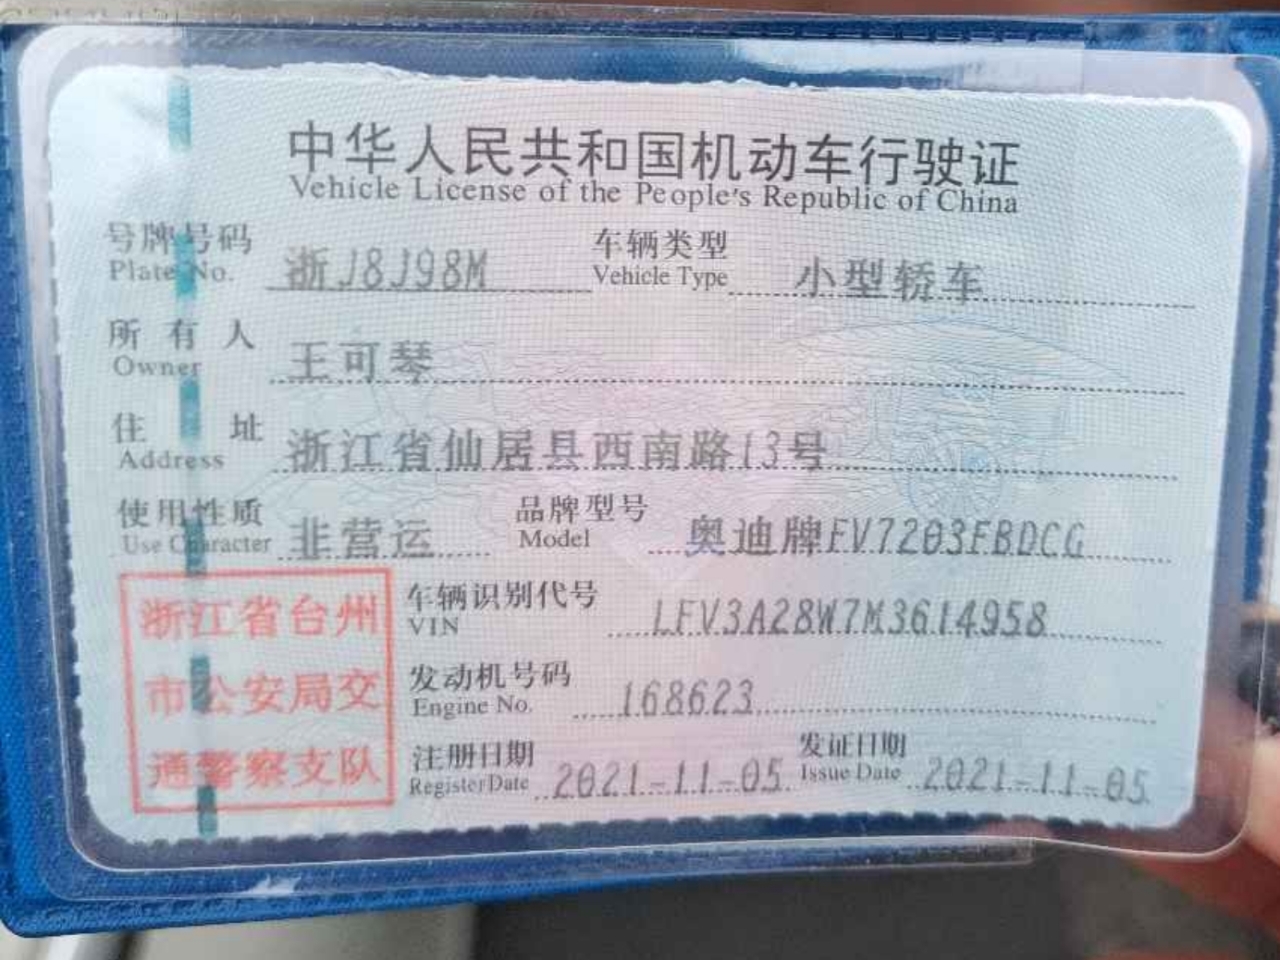 中华人民共和国机动车行驶证
Vehicle License of the People's Republic of China
号牌号码 浙J8J98M 车辆类型 小型轿车
Plate No. Vehicle Type
所有人 王可琴
Owner
住址 浙江省仙居县西南路13号
Address
使用性质 非营运 品牌型号 奥迪牌FV7203FBDCG
Use Character Model
浙江省台州
市公安局交
通警察支队
车辆识别代号 LFV3A28W7M3614958
VIN
发动机号码 168623
Engine No.
注册日期 2021-11-05 发证日期 2021-11-05
Register Date Issue Date